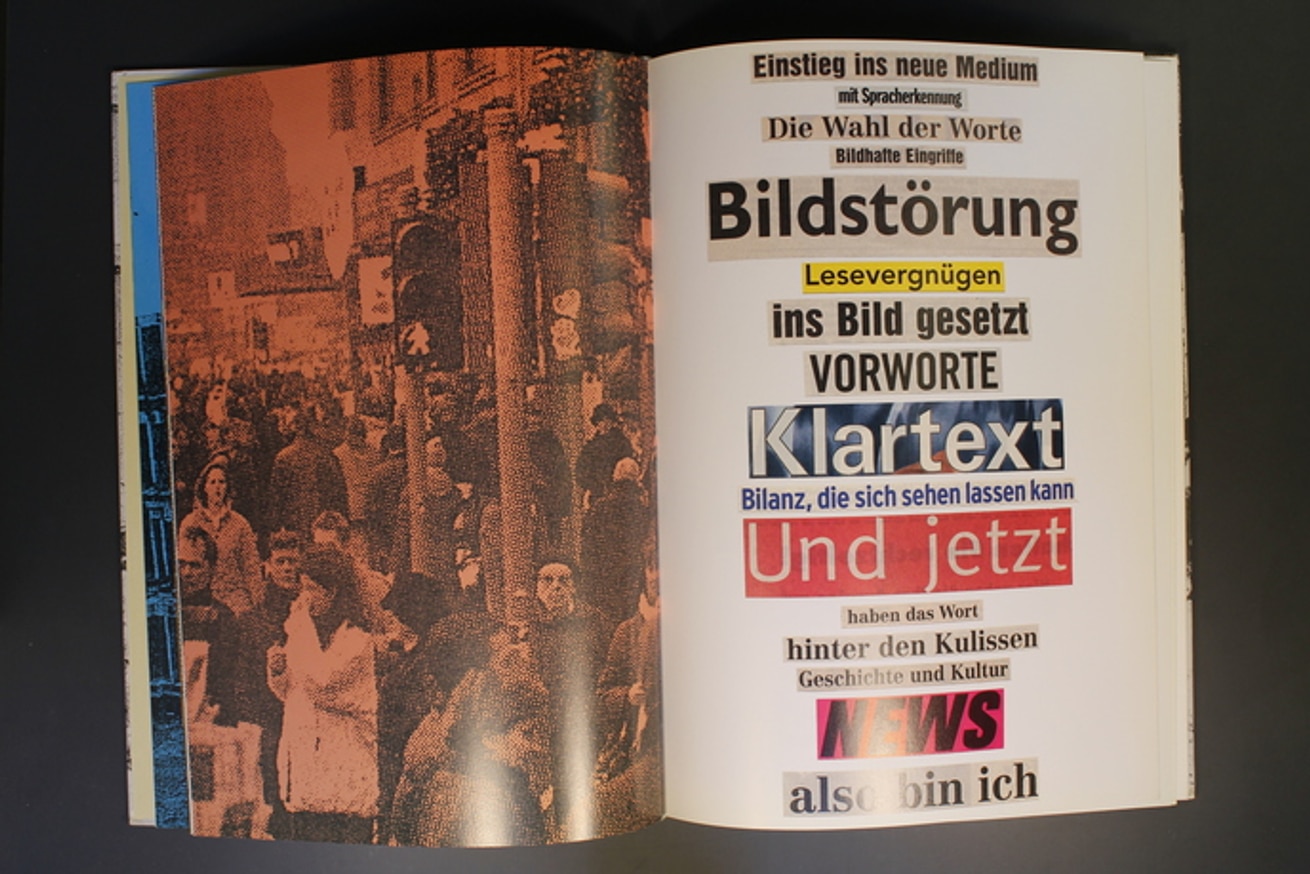 Einstieg ins neue Medium
mit Spracherkennung
Die Wahl der Worte
Bildhafte Eingriffe
Bildstörung
Lesevergnügen
ins Bild gesetzt
VORWORTE
Klartext
Bilanz, die sich sehen lassen kann
Und jetzt
haben das Wort
hinter den Kulissen
Geschichte und Kultur
NEWS
also bin ich